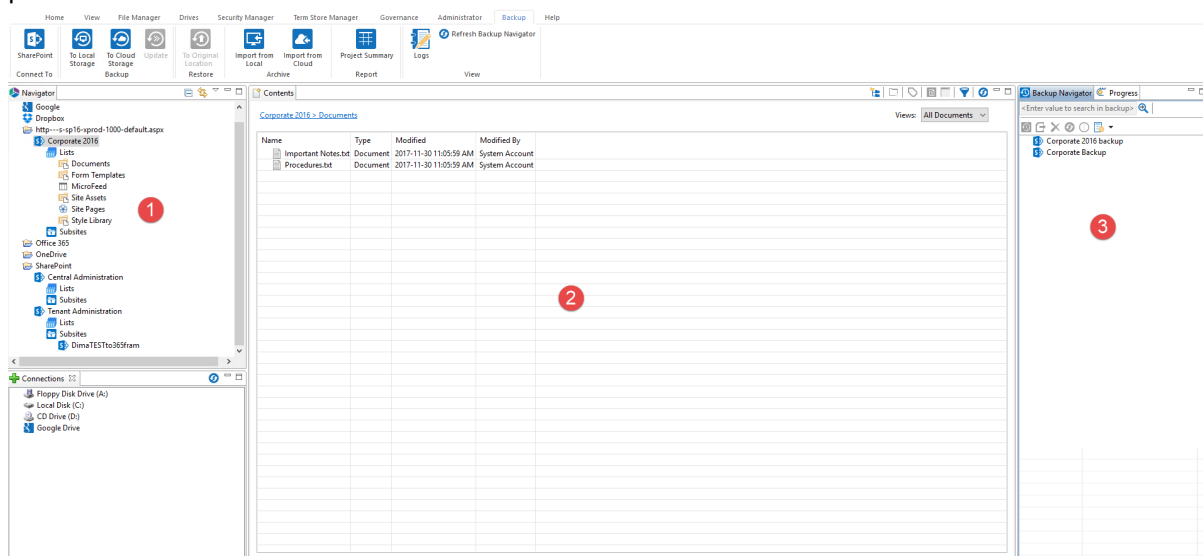 Home View File Manager Drives Security Manager Term Store Manager Governance Administrator Backup Help
SharePoint
To Local Storage
To Cloud Storage
Update
To Original Location
Import from Local
Import from Cloud
Project Summary
Logs
Refresh Backup Navigator
Connect To Backup Restore Archive Report View
Navigator
Google
Dropbox
http---s-sp16-xprod-1000-default.aspx
Corporate 2016
Lists
Documents
Form Templates
MicroFeed
Site Assets
Site Pages
Style Library
Subsites
Office 365
OneDrive
SharePoint
Central Administration
Lists
Subsites
Tenant Administration
Lists
Subsites
DimaTESTto365fram
1
Connections
Floppy Disk Drive (A:)
Local Disk (C:)
CD Drive (D:)
Google Drive
Contents
Corporate 2016 > Documents
Views: All Documents
Name Type Modified Modified By
Important Notes.txt Document 2017-11-30 11:05:59 AM System Account
Procedures.txt Document 2017-11-30 11:05:59 AM System Account
2
Backup Navigator Progress
<Enter value to search in backup>
Corporate 2016 backup
Corporate Backup
3